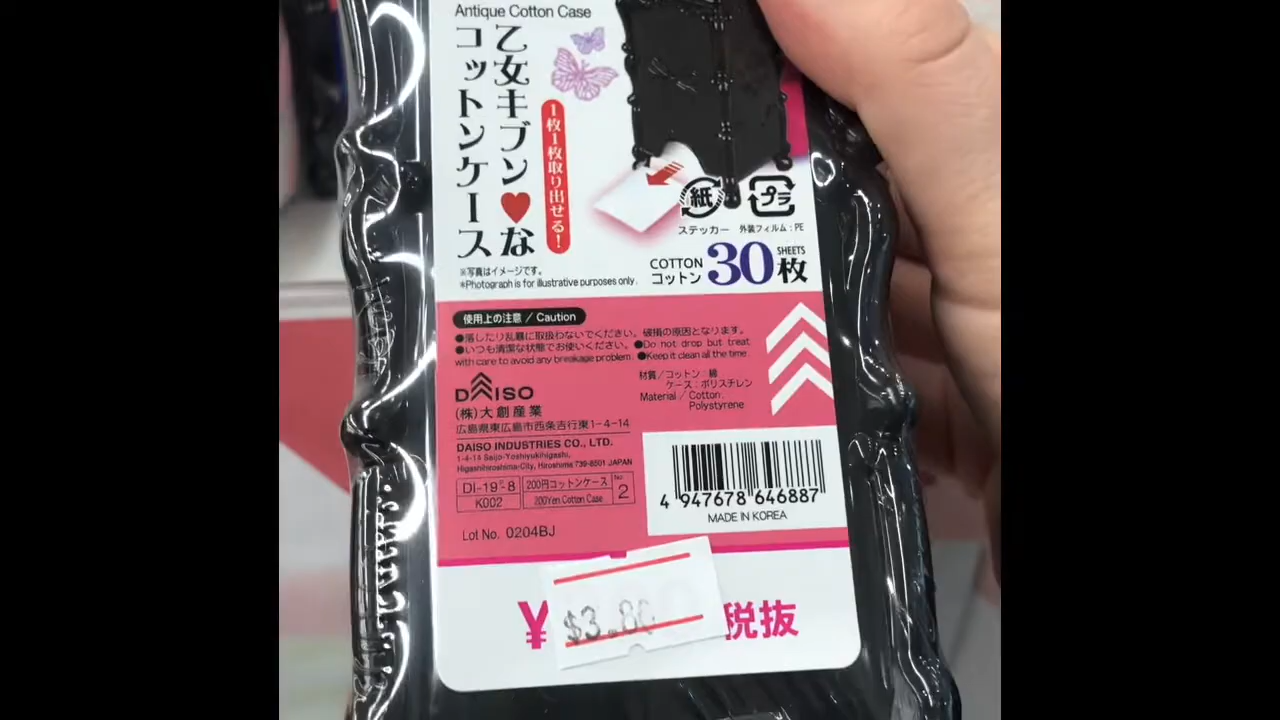 Antique Cotton Case
乙女キブン♥な
コットンケース
1枚1枚取り出せる!
紙
プラ
ステッカー
外装フィルム:PE
COTTON
コットン
30
SHEETS
枚
※写真はイメージです。
*Photograph is for illustrative purposes only.
使用上の注意 / Caution
●落したり乱暴に取扱わないでください。破損の原因となります。
●いつも清潔な状態でお使いください。●Do not drop but treat
with care to avoid any breakage problem. ●Keep it clean all the time.
材質/コットン:綿
ケース:ポリスチレン
Material / Cotton.
Polystyrene
DAISO
(株)大創産業
広島県東広島市西条吉行東1-4-14
DAISO INDUSTRIES CO., LTD.
1-4-14 Saijo-Yoshiyukihigashi,
Higashihiroshima-City, Hiroshima 739-8501 JAPAN
DI-19-8
K002
200円コットンケース
200Yen Cotton Case
No
2
4 947678 646887
MADE IN KOREA
Lot No. 0204BJ
¥
$3.80
税抜